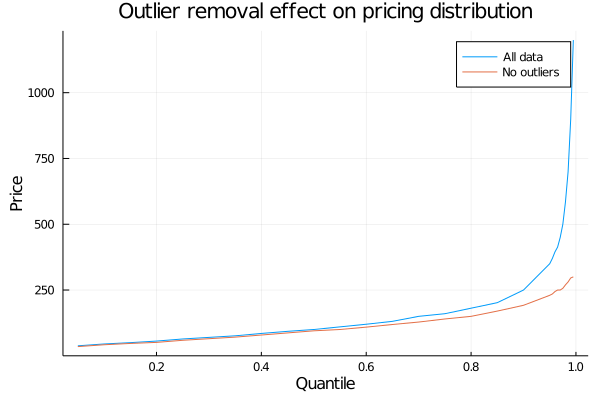 Outlier removal effect on pricing distribution
All data
No outliers
1000
750
500
250
Price
0.2 0.4 0.6 0.8 1.0
Quantile